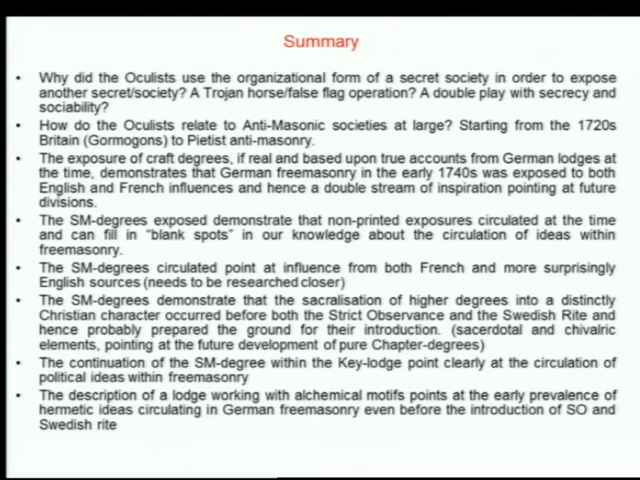 Summary
• Why did the Oculists use the organizational form of a secret society in order to expose
another secret/society? A Trojan horse/false flag operation? A double play with secrecy and
sociability?
• How do the Oculists relate to Anti-Masonic societies at large? Starting from the 1720s
Britain (Gormogons) to Pietist anti-masonry.
• The exposure of craft degrees, if real and based upon true accounts from German lodges at
the time, demonstrates that German freemasonry in the early 1740s was exposed to both
English and French influences and hence a double stream of inspiration pointing at future
divisions.
• The SM-degrees exposed demonstrate that non-printed exposures circulated at the time
and can fill in “blank spots” in our knowledge about the circulation of ideas within
freemasonry.
• The SM-degrees circulated point at influence from both French and more surprisingly
English sources (needs to be researched closer)
• The SM-degrees demonstrate that the sacralisation of higher degrees into a distinctly
Christian character occurred before both the Strict Observance and the Swedish Rite and
hence probably prepared the ground for their introduction. (sacerdotal and chivalric
elements, pointing at the future development of pure Chapter-degrees)
• The continuation of the SM-degree within the Key-lodge point clearly at the circulation of
political ideas within freemasonry
• The description of a lodge working with alchemical motifs points at the early prevalence of
hermetic ideas circulating in German freemasonry even before the introduction of SO and
Swedish rite